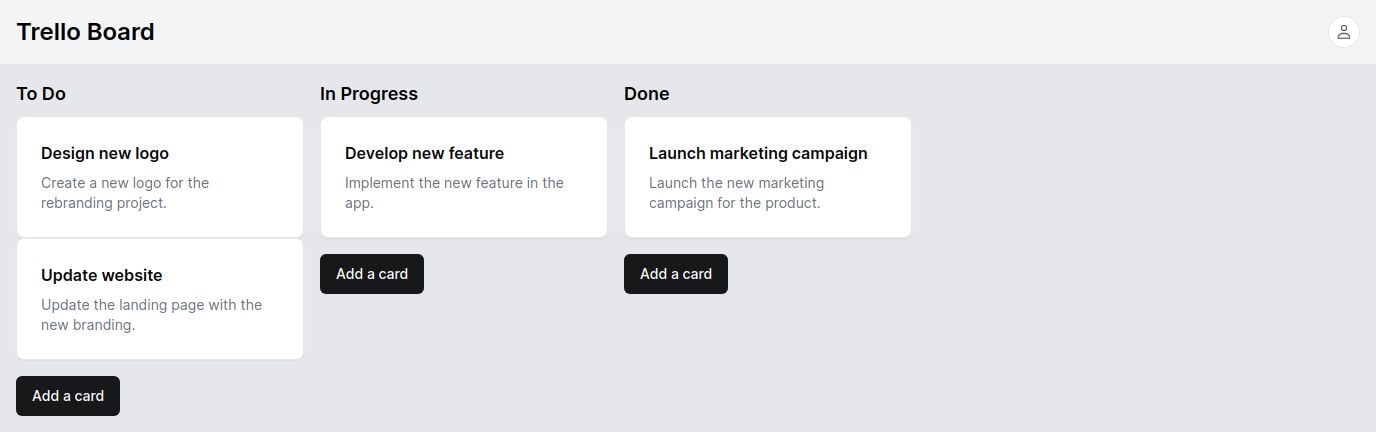 Trello Board
To Do
Design new logo
Create a new logo for the
rebranding project.
Update website
Update the landing page with the
new branding.
Add a card
In Progress
Develop new feature
Implement the new feature in the
app.
Add a card
Done
Launch marketing campaign
Launch the new marketing
campaign for the product.
Add a card